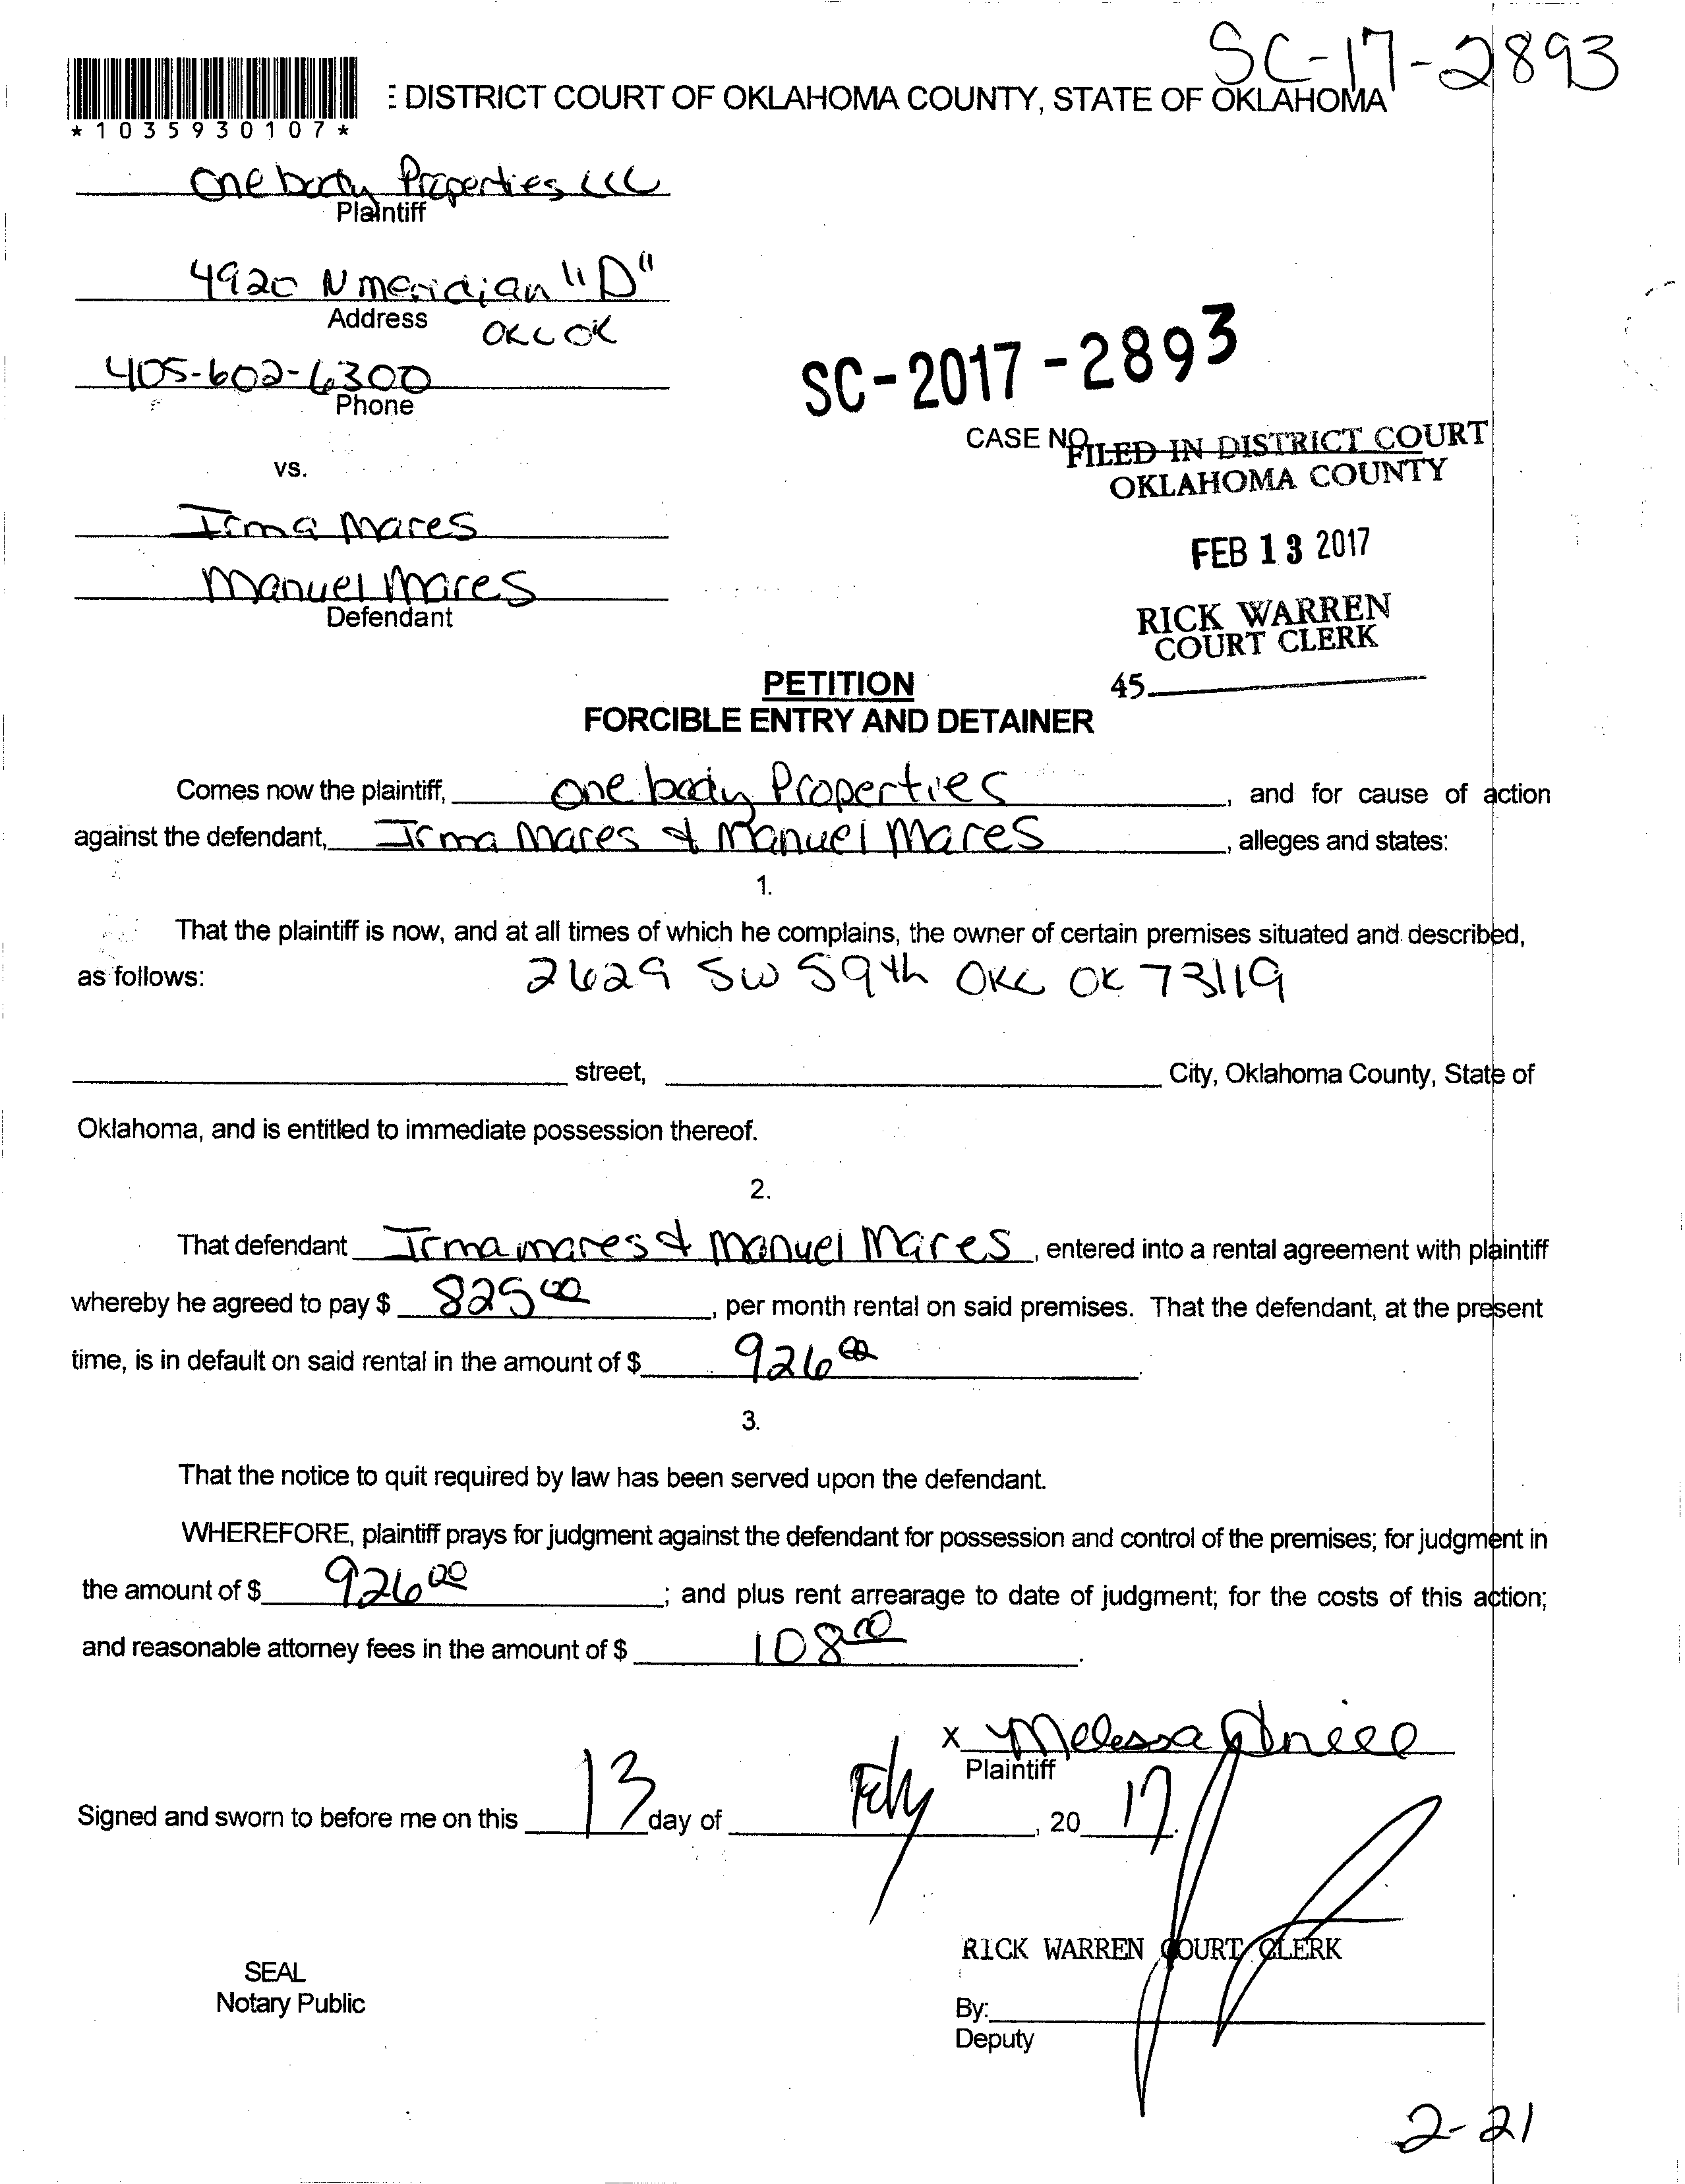 SC-17-2893
E DISTRICT COURT OF OKLAHOMA COUNTY, STATE OF OKLAHOMA
*1035930107*
One body Properties LLC
Plaintiff
4920 N meridian "D"
Address
OKC OK
405-602-6300
Phone
SC-2017-2893
CASE NO.
FILED IN DISTRICT COURT
OKLAHOMA COUNTY
vs.
Irma Mares
FEB 13 2017
Manuel Mares
Defendant
RICK WARREN
COURT CLERK
45
PETITION
FORCIBLE ENTRY AND DETAINER
Comes now the plaintiff, One body Properties, and for cause of action
against the defendant, Irma Mares & Manuel Mares, alleges and states:
1.
That the plaintiff is now, and at all times of which he complains, the owner of certain premises situated and described,
as follows: 2629 SW 59th OKC OK 73119
street, City, Oklahoma County, State of
Oklahoma, and is entitled to immediate possession thereof.
2.
That defendant Irma mares & Manuel Mares, entered into a rental agreement with plaintiff
whereby he agreed to pay $ 825 00, per month rental on said premises. That the defendant, at the present
time, is in default on said rental in the amount of $ 926 00.
3.
That the notice to quit required by law has been served upon the defendant.
WHEREFORE, plaintiff prays for judgment against the defendant for possession and control of the premises; for judgment in
the amount of $ 926 00; and plus rent arrearage to date of judgment; for the costs of this action;
and reasonable attorney fees in the amount of $ 108 00.
x Melessa
Plaintiff
Signed and sworn to before me on this 13 day of Feb, 20 17.
RICK WARREN COURT CLERK
SEAL
Notary Public
By:
Deputy
2-21